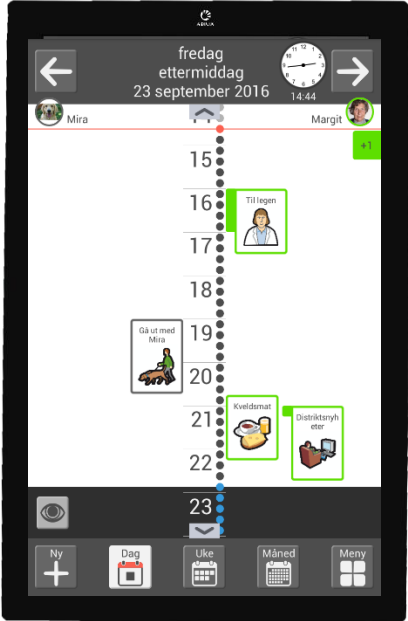 ABILIA
fredag
ettermiddag
23 september 2016
14:44
Mira
Margit
+1
15
16
Til legen
17
18
19
Gå ut med
Mira
20
21
Kveldsmat
Distriktsnyh
eter
22
23
Ny
Dag
Uke
Måned
Meny